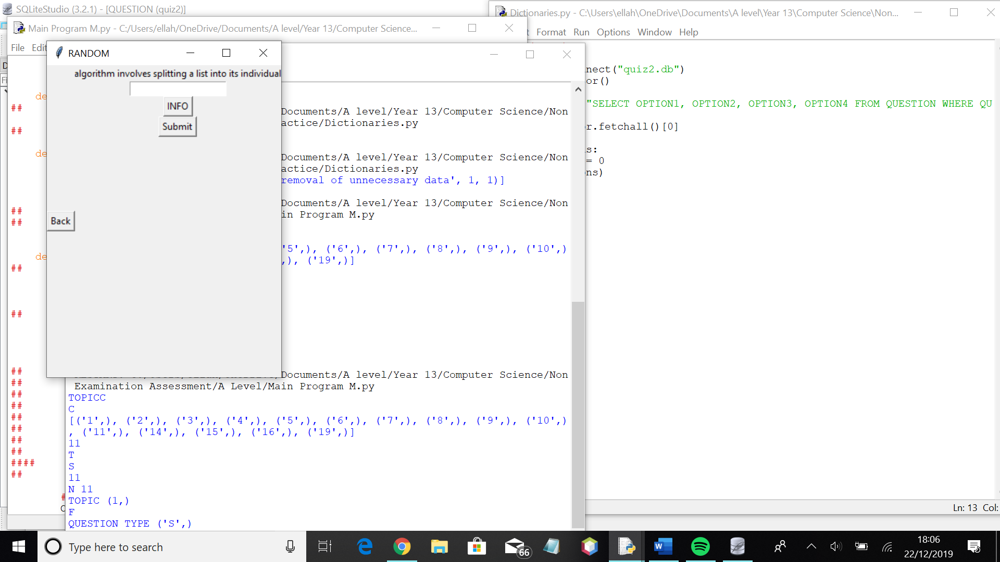 SQLiteStudio (3.2.1) - [QUESTION (quiz2)]
Dictionaries.py - C:\Users\ellah\OneDrive\Documents\A level\Year 13\Computer Science\Non...
Main Program M.py - C:/Users/ellah/OneDrive/Documents/A level/Year 13/Computer Science...
Format Run Options Window Help
File Edit
RANDOM
algorithm involves splitting a list into its individual
INFO
Submit
Back
nect("quiz2.db")
or()
"SELECT OPTION1, OPTION2, OPTION3, OPTION4 FROM QUESTION WHERE QU
r.fetchall()[0]
s:
= 0
ns)
Ln: 13 Col:
de
##
##
de
##
##
de
##
##
##
##
##
##
##
##
##
##
####
##
#
Documents/A level/Year 13/Computer Science/Non
actice/Dictionaries.py
Documents/A level/Year 13/Computer Science/Non
actice/Dictionaries.py
removal of unnecessary data', 1, 1)]
Documents/A level/Year 13/Computer Science/Non
in Program M.py
'5',), ('6',), ('7',), ('8',), ('9',), ('10',)
,), ('19',)]
Documents/A level/Year 13/Computer Science/Non
Examination Assessment/A Level/Main Program M.py
TOPICC
C
[('1',), ('2',), ('3',), ('4',), ('5',), ('6',), ('7',), ('8',), ('9',), ('10',)
, ('11',), ('14',), ('15',), ('16',), ('19',)]
11
T
S
11
N 11
TOPIC (1,)
F
QUESTION TYPE ('S',)
Type here to search
66
18:06
22/12/2019